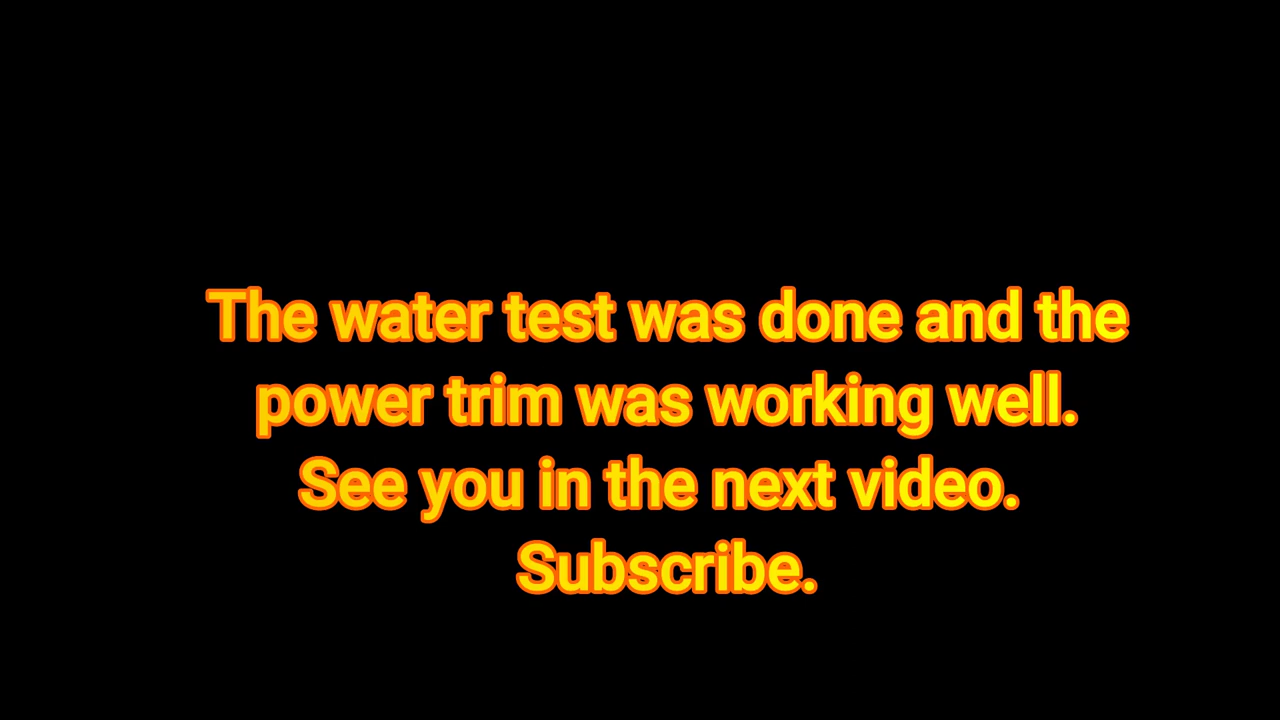 The water test was done and the
power trim was working well.
See you in the next video.
Subscribe.